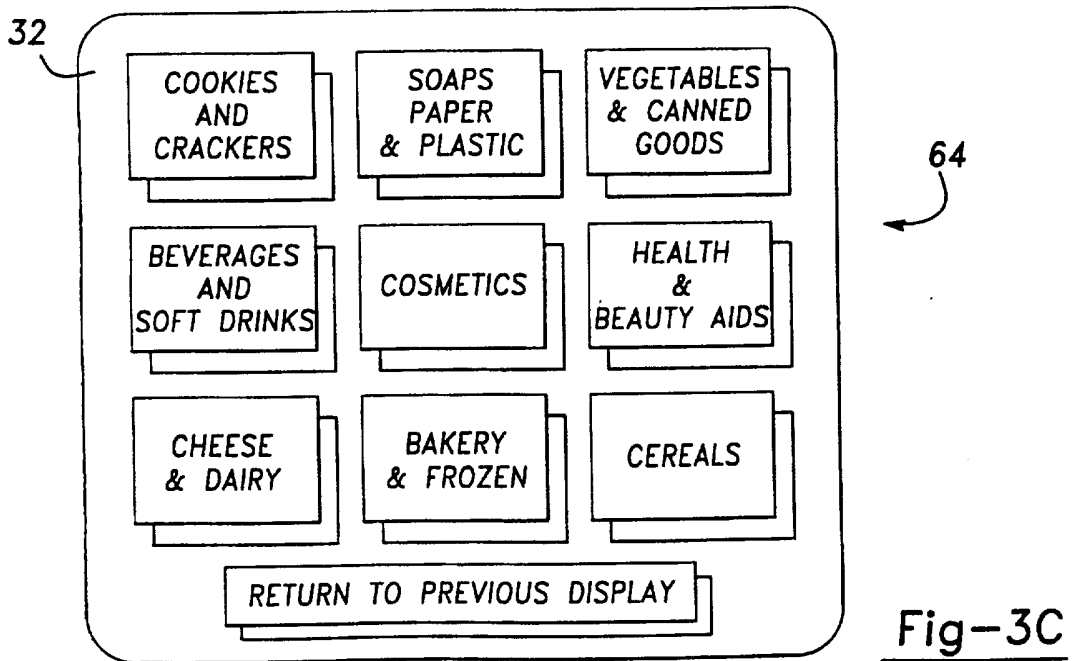 32
COOKIES
AND
CRACKERS
SOAPS
PAPER
& PLASTIC
VEGETABLES
& CANNED
GOODS
64
BEVERAGES
AND
SOFT DRINKS
COSMETICS
HEALTH
&
BEAUTY AIDS
CHEESE
& DAIRY
BAKERY
& FROZEN
CEREALS
RETURN TO PREVIOUS DISPLAY
Fig-3C